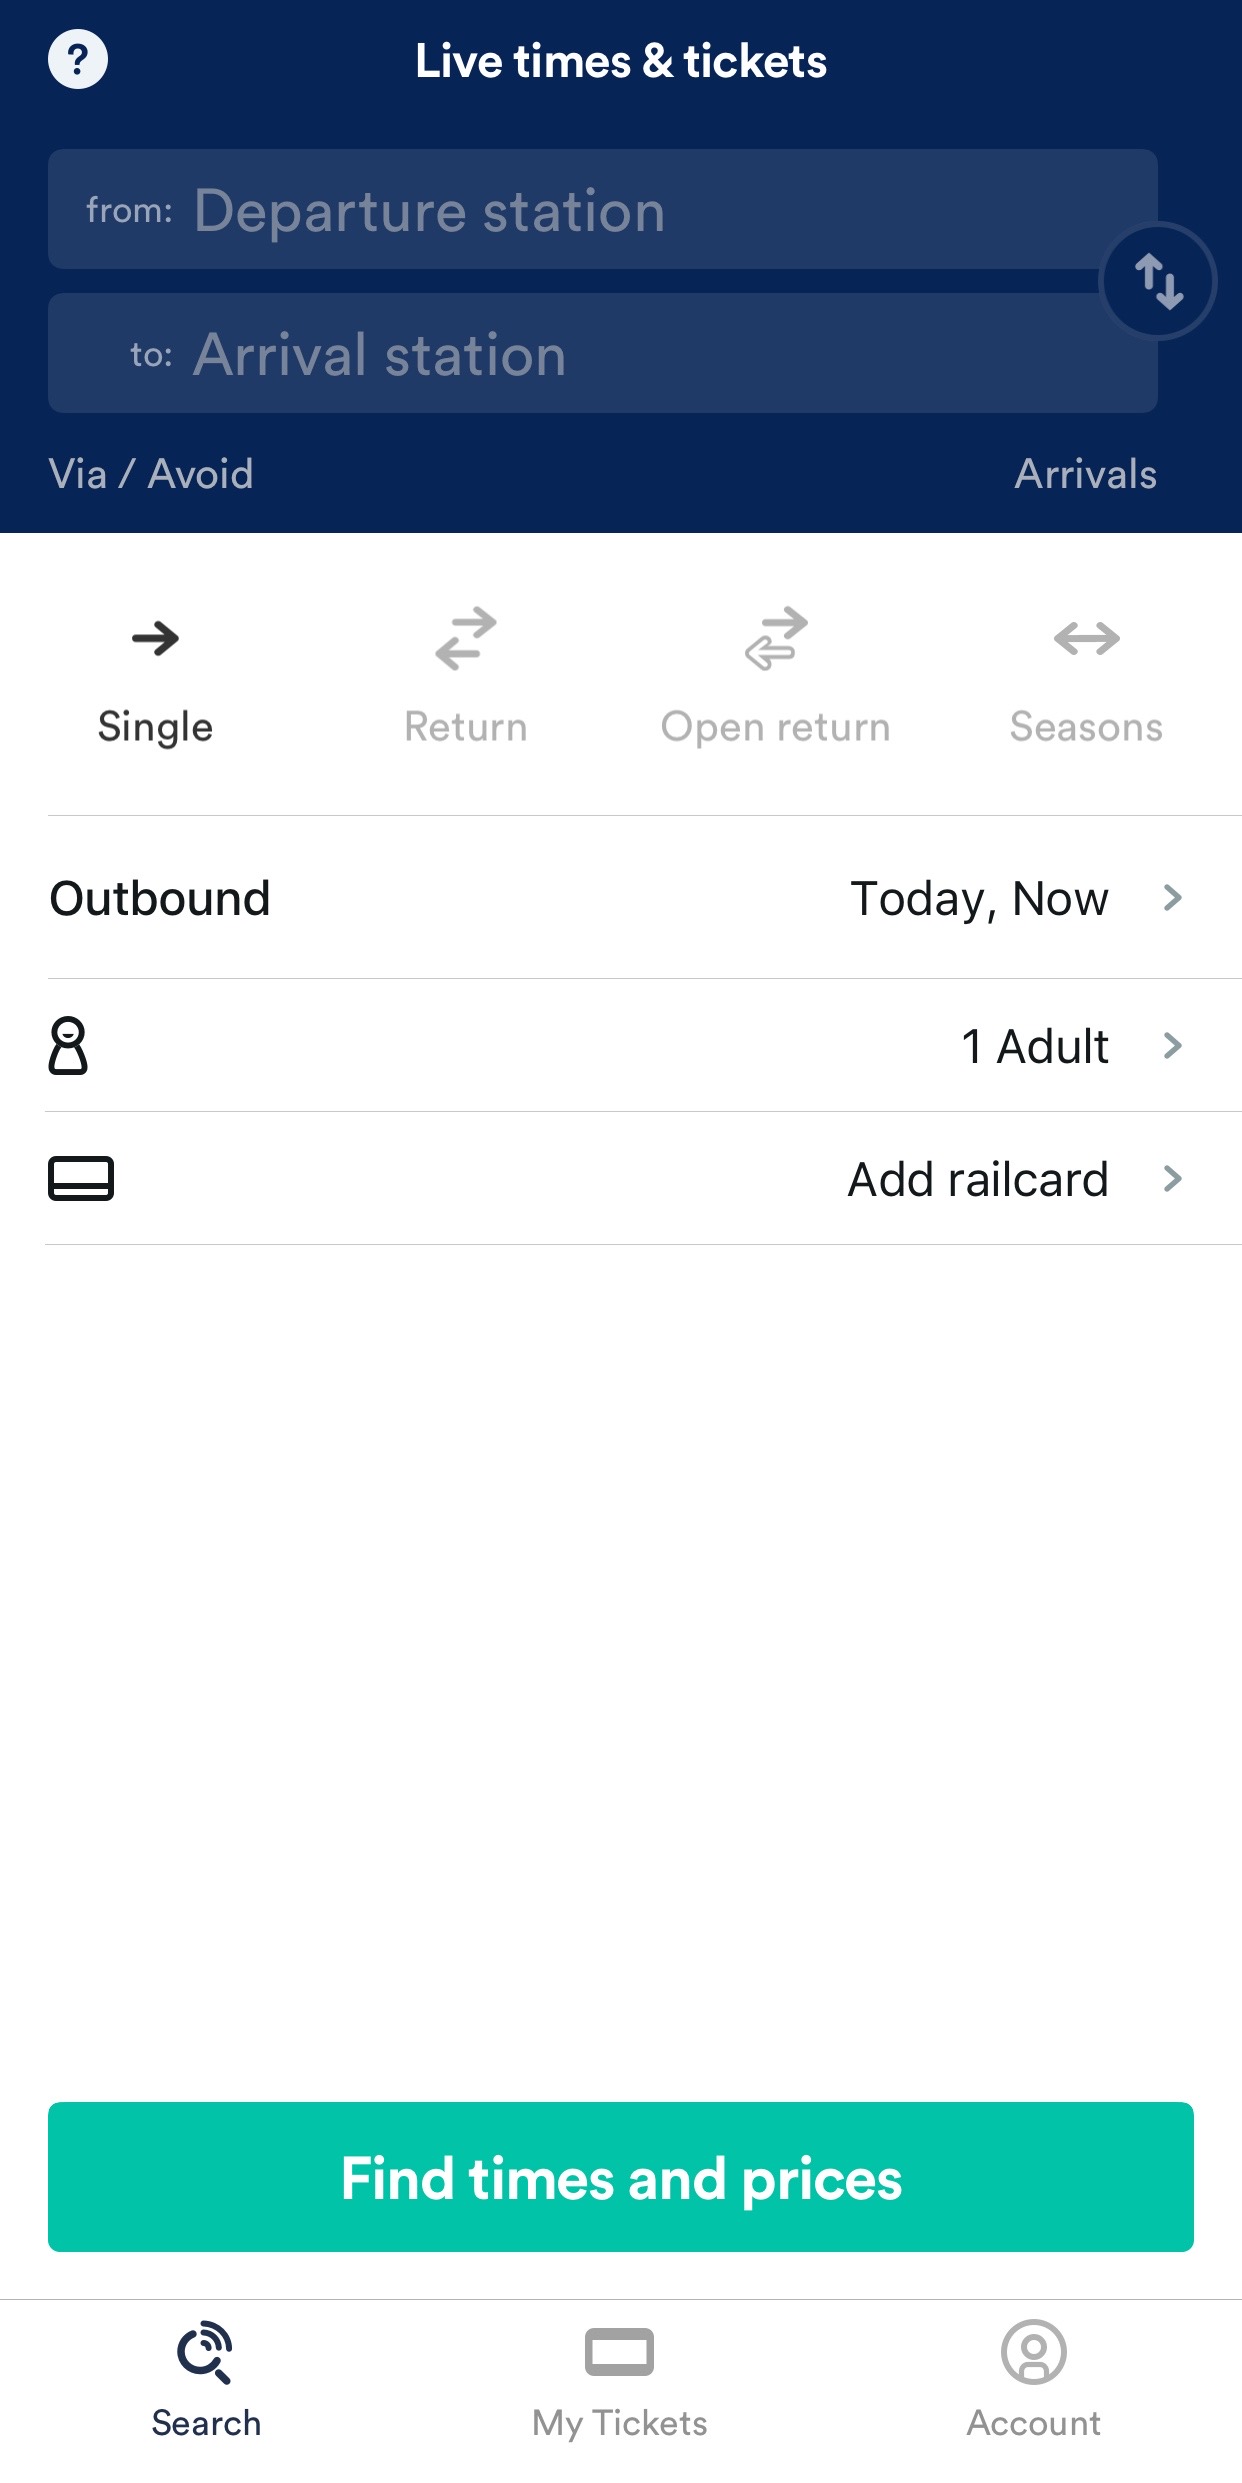 ?
Live times & tickets
from: Departure station
to: Arrival station
Via / Avoid Arrivals
Single Return Open return Seasons
Outbound Today, Now
1 Adult
Add railcard
Find times and prices
Search My Tickets Account